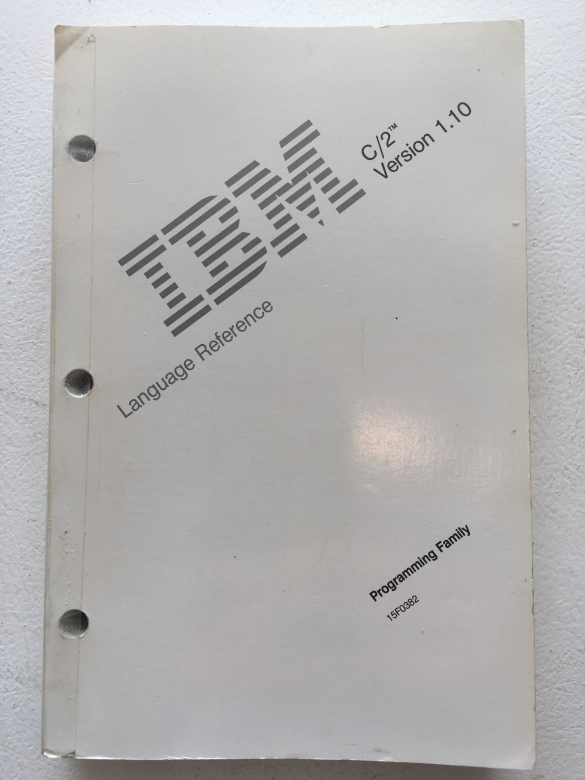 IBM
C/2™
Version 1.10
Language Reference
Programming Family
15F0382